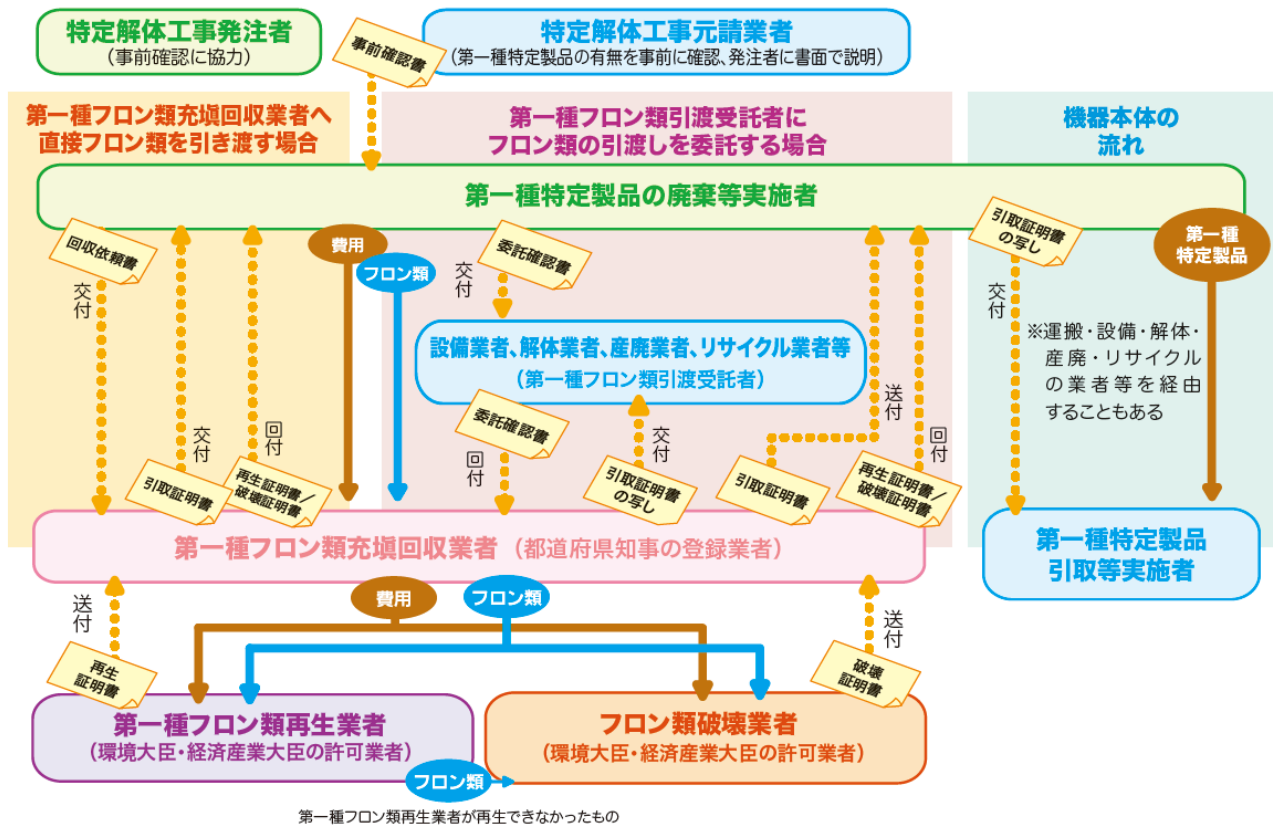 特定解体工事発注者
(事前確認に協力)
事前確認書
特定解体工事元請業者
(第一種特定製品の有無を事前に確認、発注者に書面で説明)
第一種フロン類充塡回収業者へ
直接フロン類を引き渡す場合
第一種フロン類引渡受託者に
フロン類の引渡しを委託する場合
機器本体の
流れ
第一種特定製品の廃棄等実施者
回収依頼書
交付
引取証明書
交付
再生証明書/
破壊証明書
回付
費用
フロン類
委託確認書
交付
設備業者、解体業者、産廃業者、リサイクル業者等
(第一種フロン類引渡受託者)
委託確認書
回付
引取証明書
の写し
交付
引取証明書
送付
再生証明書/
破壊証明書
回付
引取証明書
の写し
交付
第一種
特定製品
※運搬・設備・解体・
産廃・リサイクル
の業者等を経由
することもある
第一種フロン類充塡回収業者(都道府県知事の登録業者)
第一種特定製品
引取等実施者
送付
再生
証明書
費用
フロン類
送付
破壊
証明書
第一種フロン類再生業者
(環境大臣・経済産業大臣の許可業者)
フロン類破壊業者
(環境大臣・経済産業大臣の許可業者)
フロン類
第一種フロン類再生業者が再生できなかったもの